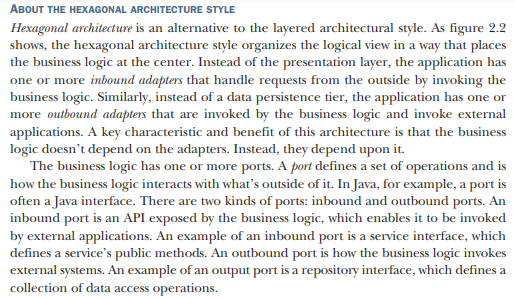 ABOUT THE HEXAGONAL ARCHITECTURE STYLE
Hexagonal architecture is an alternative to the layered architectural style. As figure 2.2
shows, the hexagonal architecture style organizes the logical view in a way that places
the business logic at the center. Instead of the presentation layer, the application has
one or more inbound adapters that handle requests from the outside by invoking the
business logic. Similarly, instead of a data persistence tier, the application has one or
more outbound adapters that are invoked by the business logic and invoke external
applications. A key characteristic and benefit of this architecture is that the business
logic doesn't depend on the adapters. Instead, they depend upon it.
The business logic has one or more ports. A port defines a set of operations and is
how the business logic interacts with what's outside of it. In Java, for example, a port is
often a Java interface. There are two kinds of ports: inbound and outbound ports. An
inbound port is an API exposed by the business logic, which enables it to be invoked
by external applications. An example of an inbound port is a service interface, which
defines a service's public methods. An outbound port is how the business logic invokes
external systems. An example of an output port is a repository interface, which defines a
collection of data access operations.